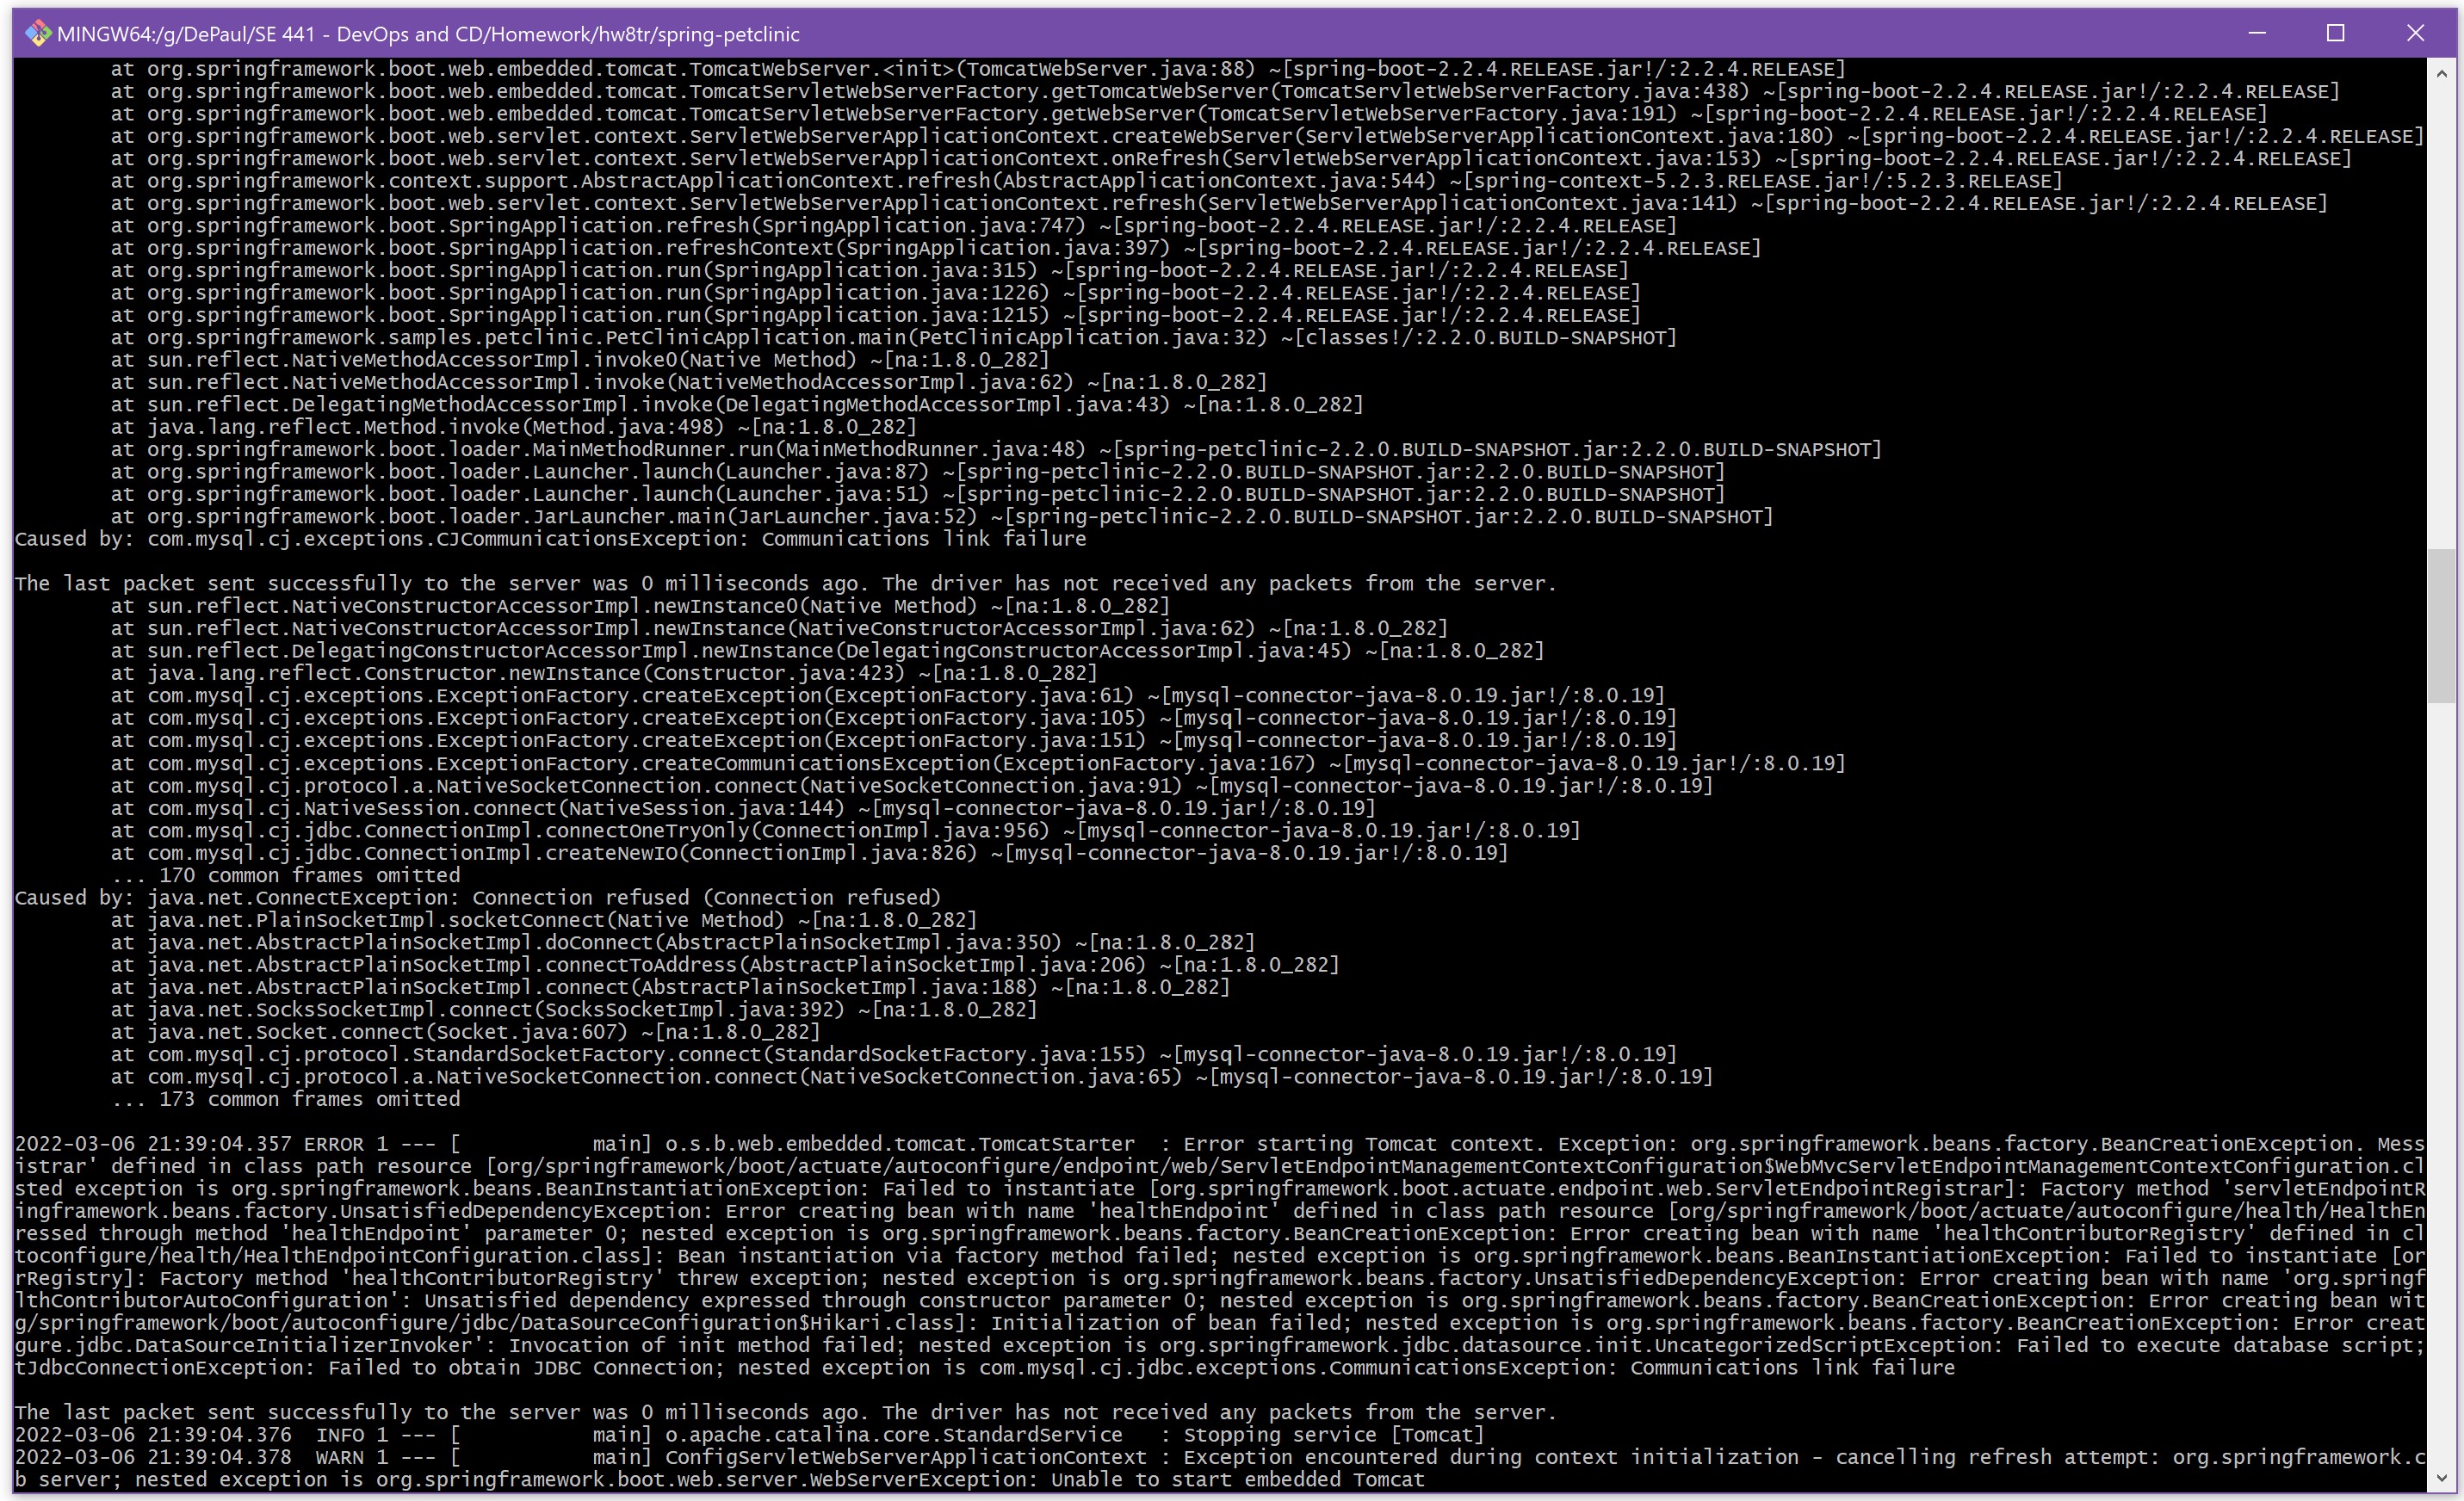 MINGW64:/g/DePaul/SE 441 - DevOps and CD/Homework/hw8tr/spring-petclinic
at org.springframework.boot.web.embedded.tomcat.TomcatWebServer.<init>(TomcatWebServer.java:88) ~[spring-boot-2.2.4.RELEASE.jar!/:2.2.4.RELEASE]
at org.springframework.boot.web.embedded.tomcat.TomcatServletWebServerFactory.getTomcatWebServer(TomcatServletWebServerFactory.java:438) ~[spring-boot-2.2.4.RELEASE.jar!/:2.2.4.RELEASE]
at org.springframework.boot.web.embedded.tomcat.TomcatServletWebServerFactory.getWebServer(TomcatServletWebServerFactory.java:191) ~[spring-boot-2.2.4.RELEASE.jar!/:2.2.4.RELEASE]
at org.springframework.boot.web.servlet.context.ServletWebServerApplicationContext.createWebServer(ServletWebServerApplicationContext.java:180) ~[spring-boot-2.2.4.RELEASE.jar!/:2.2.4.RELEASE]
at org.springframework.boot.web.servlet.context.ServletWebServerApplicationContext.onRefresh(ServletWebServerApplicationContext.java:153) ~[spring-boot-2.2.4.RELEASE.jar!/:2.2.4.RELEASE]
at org.springframework.context.support.AbstractApplicationContext.refresh(AbstractApplicationContext.java:544) ~[spring-context-5.2.3.RELEASE.jar!/:5.2.3.RELEASE]
at org.springframework.boot.web.servlet.context.ServletWebServerApplicationContext.refresh(ServletWebServerApplicationContext.java:141) ~[spring-boot-2.2.4.RELEASE.jar!/:2.2.4.RELEASE]
at org.springframework.boot.SpringApplication.refresh(SpringApplication.java:747) ~[spring-boot-2.2.4.RELEASE.jar!/:2.2.4.RELEASE]
at org.springframework.boot.SpringApplication.refreshContext(SpringApplication.java:397) ~[spring-boot-2.2.4.RELEASE.jar!/:2.2.4.RELEASE]
at org.springframework.boot.SpringApplication.run(SpringApplication.java:315) ~[spring-boot-2.2.4.RELEASE.jar!/:2.2.4.RELEASE]
at org.springframework.boot.SpringApplication.run(SpringApplication.java:1226) ~[spring-boot-2.2.4.RELEASE.jar!/:2.2.4.RELEASE]
at org.springframework.boot.SpringApplication.run(SpringApplication.java:1215) ~[spring-boot-2.2.4.RELEASE.jar!/:2.2.4.RELEASE]
at org.springframework.samples.petclinic.PetClinicApplication.main(PetClinicApplication.java:32) ~[classes!/:2.2.0.BUILD-SNAPSHOT]
at sun.reflect.NativeMethodAccessorImpl.invoke0(Native Method) ~[na:1.8.0_282]
at sun.reflect.NativeMethodAccessorImpl.invoke(NativeMethodAccessorImpl.java:62) ~[na:1.8.0_282]
at sun.reflect.DelegatingMethodAccessorImpl.invoke(DelegatingMethodAccessorImpl.java:43) ~[na:1.8.0_282]
at java.lang.reflect.Method.invoke(Method.java:498) ~[na:1.8.0_282]
at org.springframework.boot.loader.MainMethodRunner.run(MainMethodRunner.java:48) ~[spring-petclinic-2.2.0.BUILD-SNAPSHOT.jar:2.2.0.BUILD-SNAPSHOT]
at org.springframework.boot.loader.Launcher.launch(Launcher.java:87) ~[spring-petclinic-2.2.0.BUILD-SNAPSHOT.jar:2.2.0.BUILD-SNAPSHOT]
at org.springframework.boot.loader.Launcher.launch(Launcher.java:51) ~[spring-petclinic-2.2.0.BUILD-SNAPSHOT.jar:2.2.0.BUILD-SNAPSHOT]
at org.springframework.boot.loader.JarLauncher.main(JarLauncher.java:52) ~[spring-petclinic-2.2.0.BUILD-SNAPSHOT.jar:2.2.0.BUILD-SNAPSHOT]
Caused by: com.mysql.cj.exceptions.CJCommunicationsException: Communications link failure
The last packet sent successfully to the server was 0 milliseconds ago. The driver has not received any packets from the server.
at sun.reflect.NativeConstructorAccessorImpl.newInstance0(Native Method) ~[na:1.8.0_282]
at sun.reflect.NativeConstructorAccessorImpl.newInstance(NativeConstructorAccessorImpl.java:62) ~[na:1.8.0_282]
at sun.reflect.DelegatingConstructorAccessorImpl.newInstance(DelegatingConstructorAccessorImpl.java:45) ~[na:1.8.0_282]
at java.lang.reflect.Constructor.newInstance(Constructor.java:423) ~[na:1.8.0_282]
at com.mysql.cj.exceptions.ExceptionFactory.createException(ExceptionFactory.java:61) ~[mysql-connector-java-8.0.19.jar!/:8.0.19]
at com.mysql.cj.exceptions.ExceptionFactory.createException(ExceptionFactory.java:105) ~[mysql-connector-java-8.0.19.jar!/:8.0.19]
at com.mysql.cj.exceptions.ExceptionFactory.createException(ExceptionFactory.java:151) ~[mysql-connector-java-8.0.19.jar!/:8.0.19]
at com.mysql.cj.exceptions.ExceptionFactory.createCommunicationsException(ExceptionFactory.java:167) ~[mysql-connector-java-8.0.19.jar!/:8.0.19]
at com.mysql.cj.protocol.a.NativeSocketConnection.connect(NativeSocketConnection.java:91) ~[mysql-connector-java-8.0.19.jar!/:8.0.19]
at com.mysql.cj.NativeSession.connect(NativeSession.java:144) ~[mysql-connector-java-8.0.19.jar!/:8.0.19]
at com.mysql.cj.jdbc.ConnectionImpl.connectOneTryOnly(ConnectionImpl.java:956) ~[mysql-connector-java-8.0.19.jar!/:8.0.19]
at com.mysql.cj.jdbc.ConnectionImpl.createNewIO(ConnectionImpl.java:826) ~[mysql-connector-java-8.0.19.jar!/:8.0.19]
... 170 common frames omitted
Caused by: java.net.ConnectException: Connection refused (Connection refused)
at java.net.PlainSocketImpl.socketConnect(Native Method) ~[na:1.8.0_282]
at java.net.AbstractPlainSocketImpl.doConnect(AbstractPlainSocketImpl.java:350) ~[na:1.8.0_282]
at java.net.AbstractPlainSocketImpl.connectToAddress(AbstractPlainSocketImpl.java:206) ~[na:1.8.0_282]
at java.net.AbstractPlainSocketImpl.connect(AbstractPlainSocketImpl.java:188) ~[na:1.8.0_282]
at java.net.SocksSocketImpl.connect(SocksSocketImpl.java:392) ~[na:1.8.0_282]
at java.net.Socket.connect(Socket.java:607) ~[na:1.8.0_282]
at com.mysql.cj.protocol.StandardSocketFactory.connect(StandardSocketFactory.java:155) ~[mysql-connector-java-8.0.19.jar!/:8.0.19]
at com.mysql.cj.protocol.a.NativeSocketConnection.connect(NativeSocketConnection.java:65) ~[mysql-connector-java-8.0.19.jar!/:8.0.19]
... 173 common frames omitted
2022-03-06 21:39:04.357 ERROR 1 --- [           main] o.s.b.web.embedded.tomcat.TomcatStarter  : Error starting Tomcat context. Exception: org.springframework.beans.factory.BeanCreationException. Mess
istrar' defined in class path resource [org/springframework/boot/actuate/autoconfigure/endpoint/web/ServletEndpointManagementContextConfiguration$WebMvcServletEndpointManagementContextConfiguration.cl
sted exception is org.springframework.beans.BeanInstantiationException: Failed to instantiate [org.springframework.boot.actuate.endpoint.web.ServletEndpointRegistrar]: Factory method 'servletEndpointR
ingframework.beans.factory.UnsatisfiedDependencyException: Error creating bean with name 'healthEndpoint' defined in class path resource [org/springframework/boot/actuate/autoconfigure/health/HealthEn
ressed through method 'healthEndpoint' parameter 0; nested exception is org.springframework.beans.factory.BeanCreationException: Error creating bean with name 'healthContributorRegistry' defined in cl
toconfigure/health/HealthEndpointConfiguration.class]: Bean instantiation via factory method failed; nested exception is org.springframework.beans.BeanInstantiationException: Failed to instantiate [or
rRegistry]: Factory method 'healthContributorRegistry' threw exception; nested exception is org.springframework.beans.factory.UnsatisfiedDependencyException: Error creating bean with name 'org.springf
lthContributorAutoConfiguration': Unsatisfied dependency expressed through constructor parameter 0; nested exception is org.springframework.beans.factory.BeanCreationException: Error creating bean wit
g/springframework/boot/autoconfigure/jdbc/DataSourceConfiguration$Hikari.class]: Initialization of bean failed; nested exception is org.springframework.beans.factory.BeanCreationException: Error creat
gure.jdbc.DataSourceInitializerInvoker': Invocation of init method failed; nested exception is org.springframework.jdbc.datasource.init.UncategorizedScriptException: Failed to execute database script;
tJdbcConnectionException: Failed to obtain JDBC Connection; nested exception is com.mysql.cj.jdbc.exceptions.CommunicationsException: Communications link failure
The last packet sent successfully to the server was 0 milliseconds ago. The driver has not received any packets from the server.
2022-03-06 21:39:04.376  INFO 1 --- [           main] o.apache.catalina.core.StandardService   : Stopping service [Tomcat]
2022-03-06 21:39:04.378  WARN 1 --- [           main] ConfigServletWebServerApplicationContext : Exception encountered during context initialization - cancelling refresh attempt: org.springframework.c
b server; nested exception is org.springframework.boot.web.server.WebServerException: Unable to start embedded Tomcat